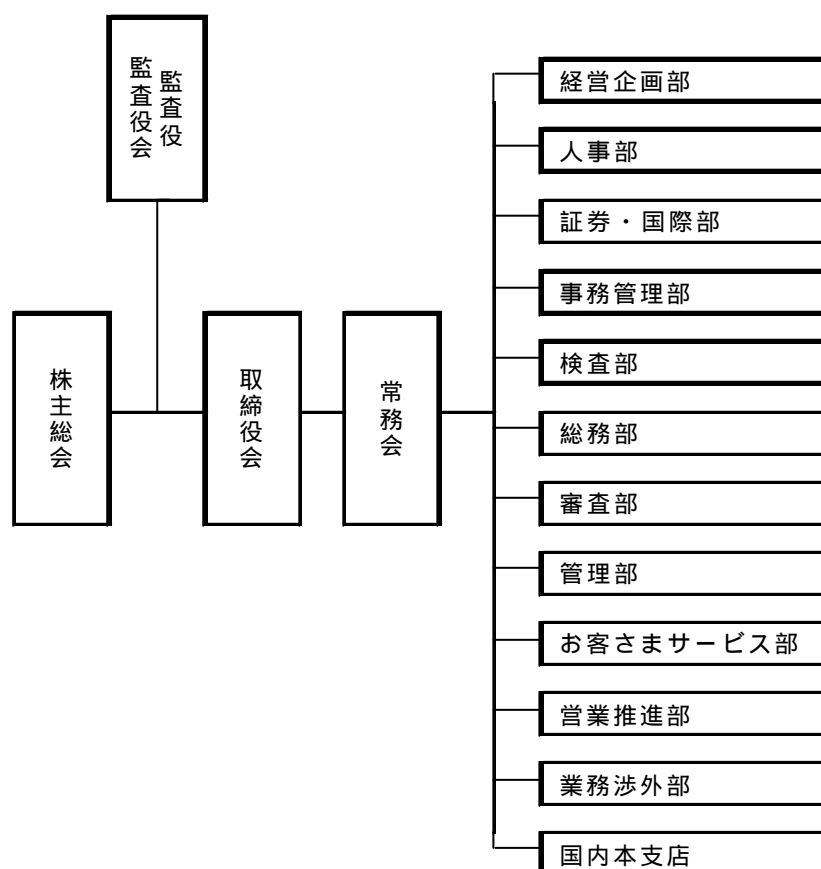 監査役
監査役会
株主総会
取締役会
常務会
経営企画部
人事部
証券・国際部
事務管理部
検査部
総務部
審査部
管理部
お客さまサービス部
営業推進部
業務渉外部
国内本支店